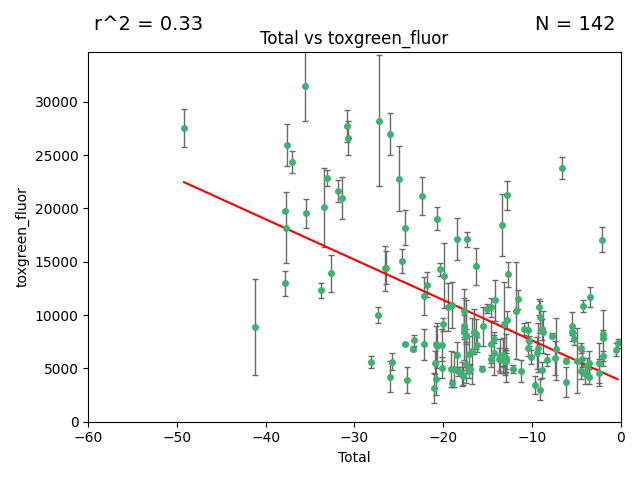 r^2 = 0.33
N = 142
Total vs toxgreen_fluor
30000
25000
20000
15000
10000
5000
0
toxgreen_fluor
−60
−50
−40
−30
−20
−10
0
Total